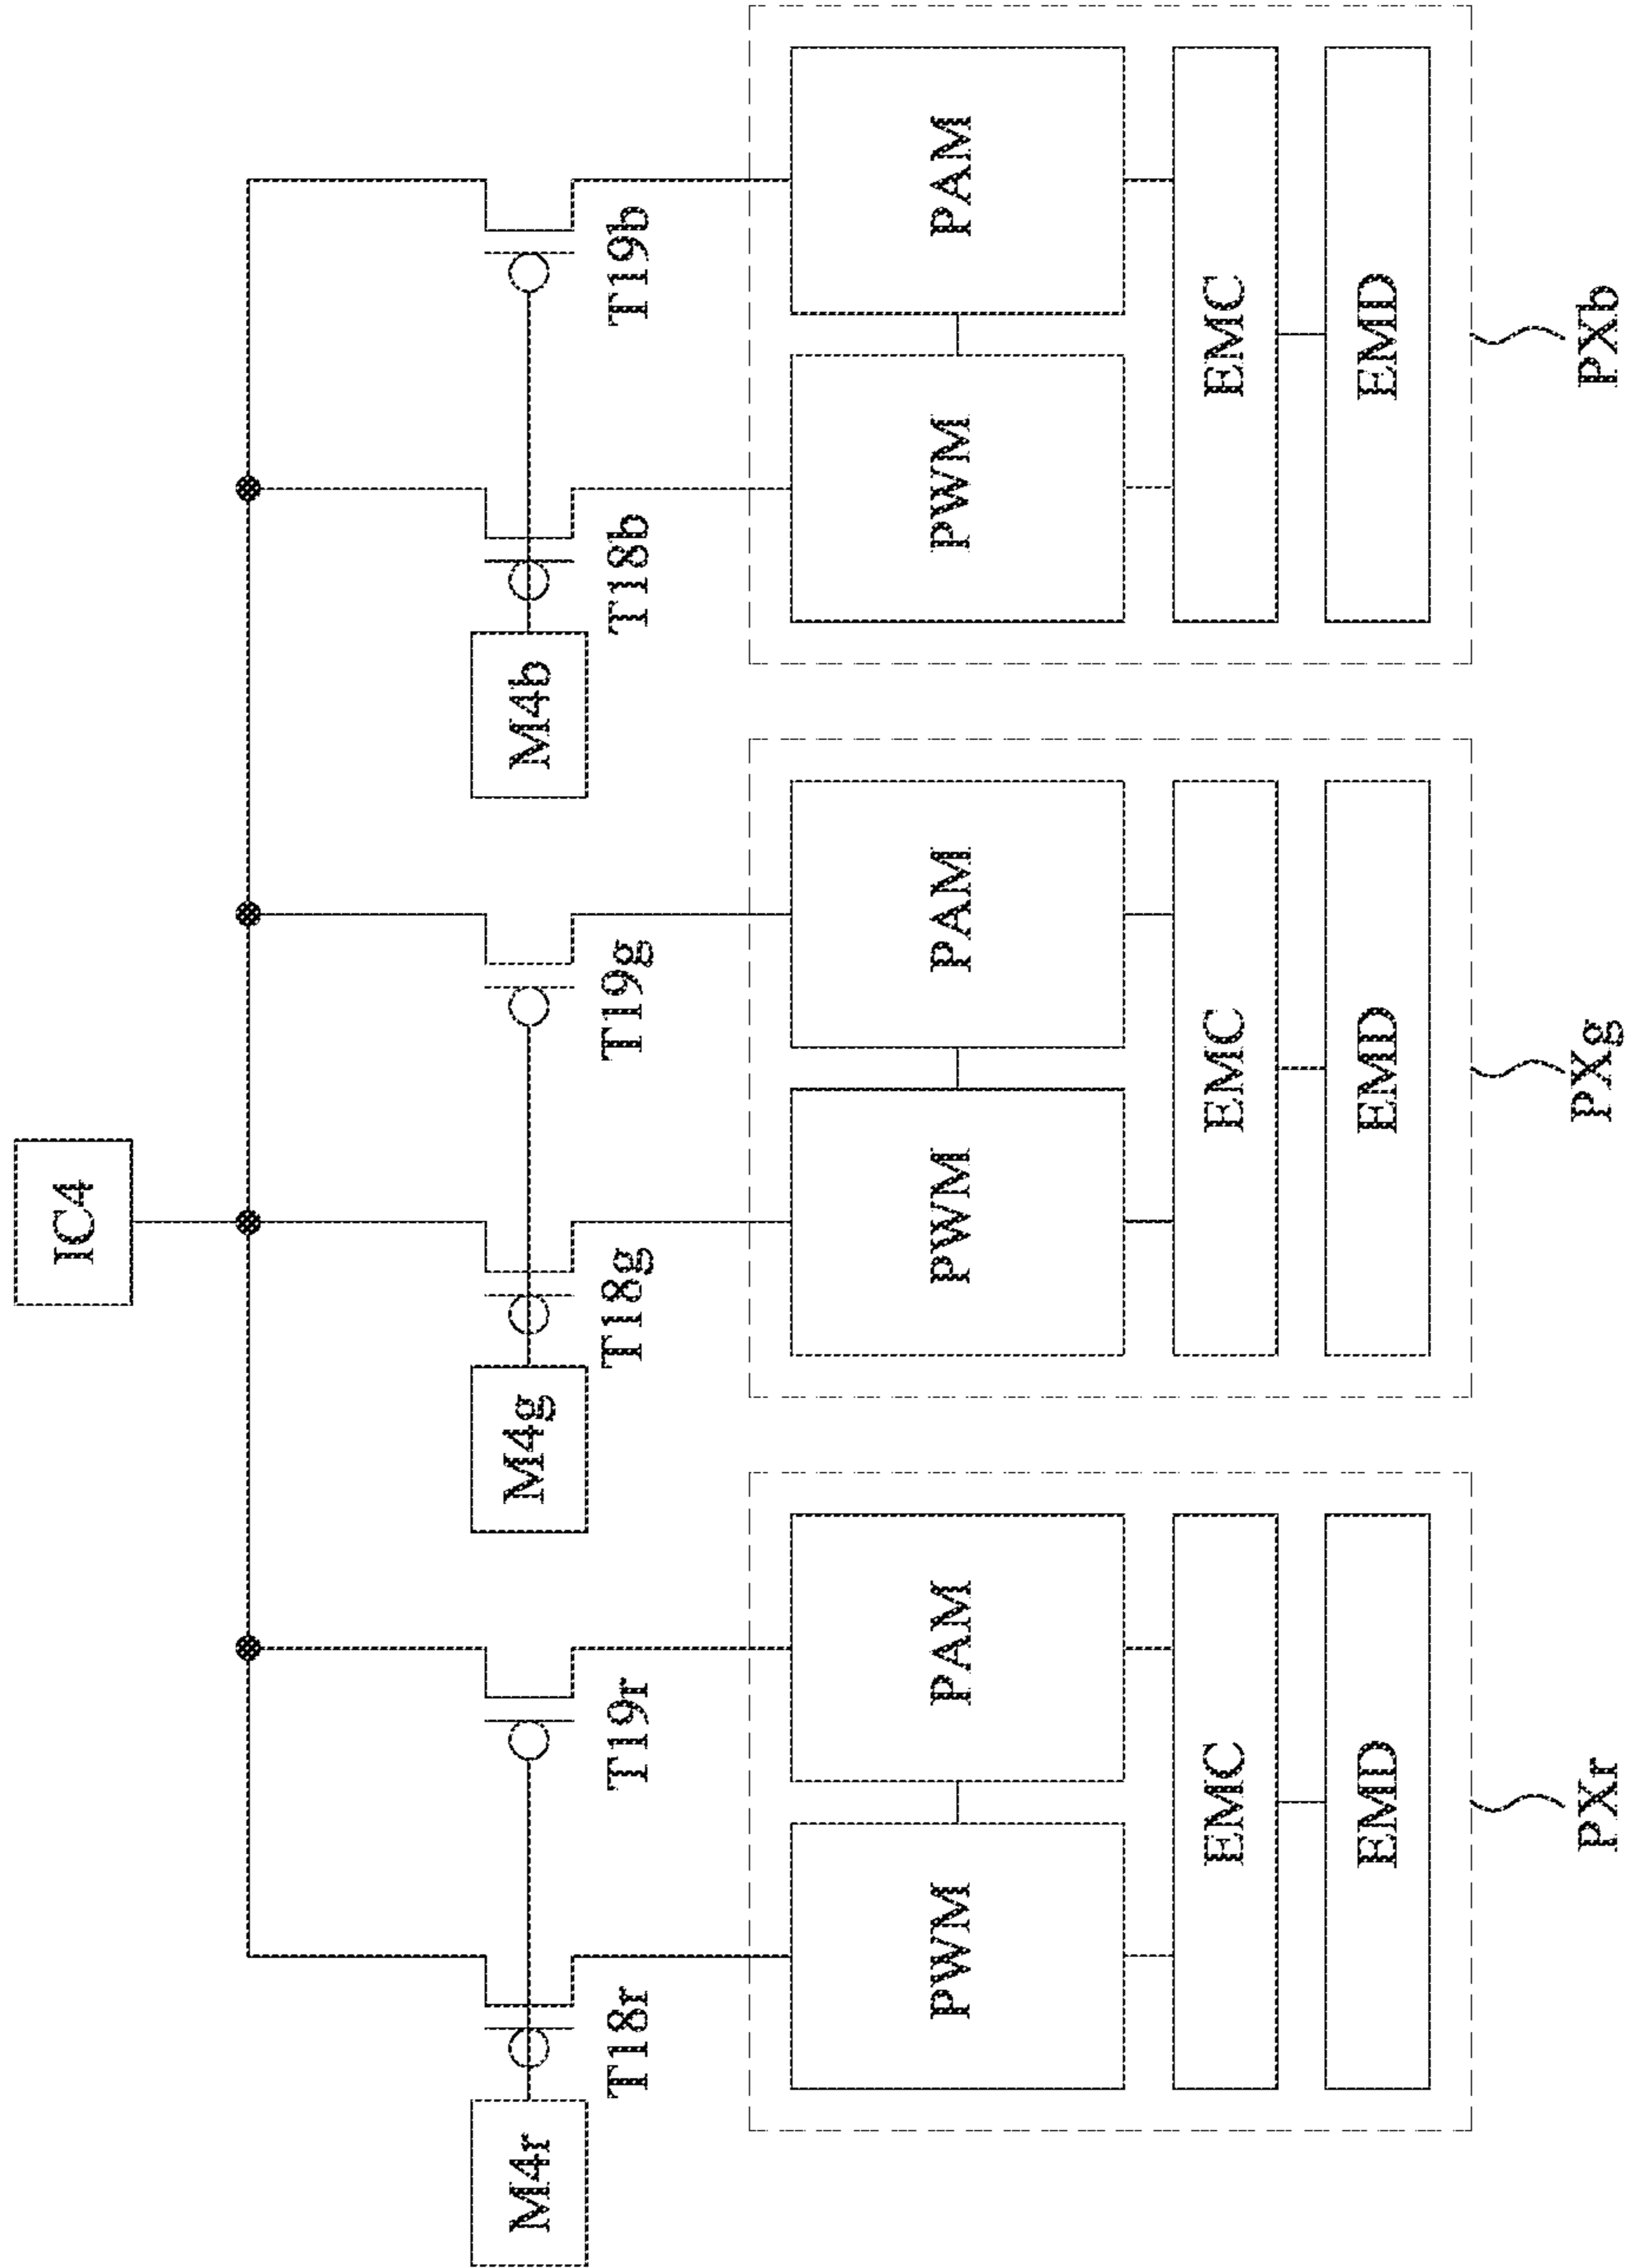 IC4
M4r
M4g
M4b
T18r
T19r
T18g
T19g
T18b
T19b
PWM
PAM
PWM
PAM
PWM
PAM
EMC
EMC
EMC
EMD
EMD
EMD
PXr
PXg
PXb